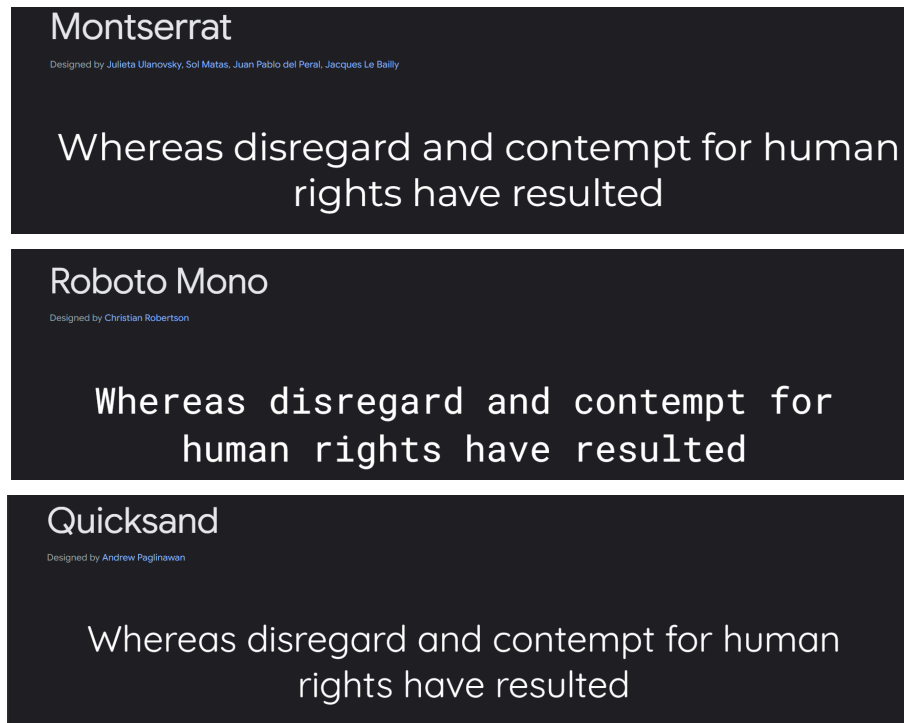 Montserrat
Designed by Julieta Ulanovsky, Sol Matas, Juan Pablo del Peral, Jacques Le Bailly
Whereas disregard and contempt for human
rights have resulted
Roboto Mono
Designed by Christian Robertson
Whereas disregard and contempt for
human rights have resulted
Quicksand
Designed by Andrew Paglinawan
Whereas disregard and contempt for human
rights have resulted